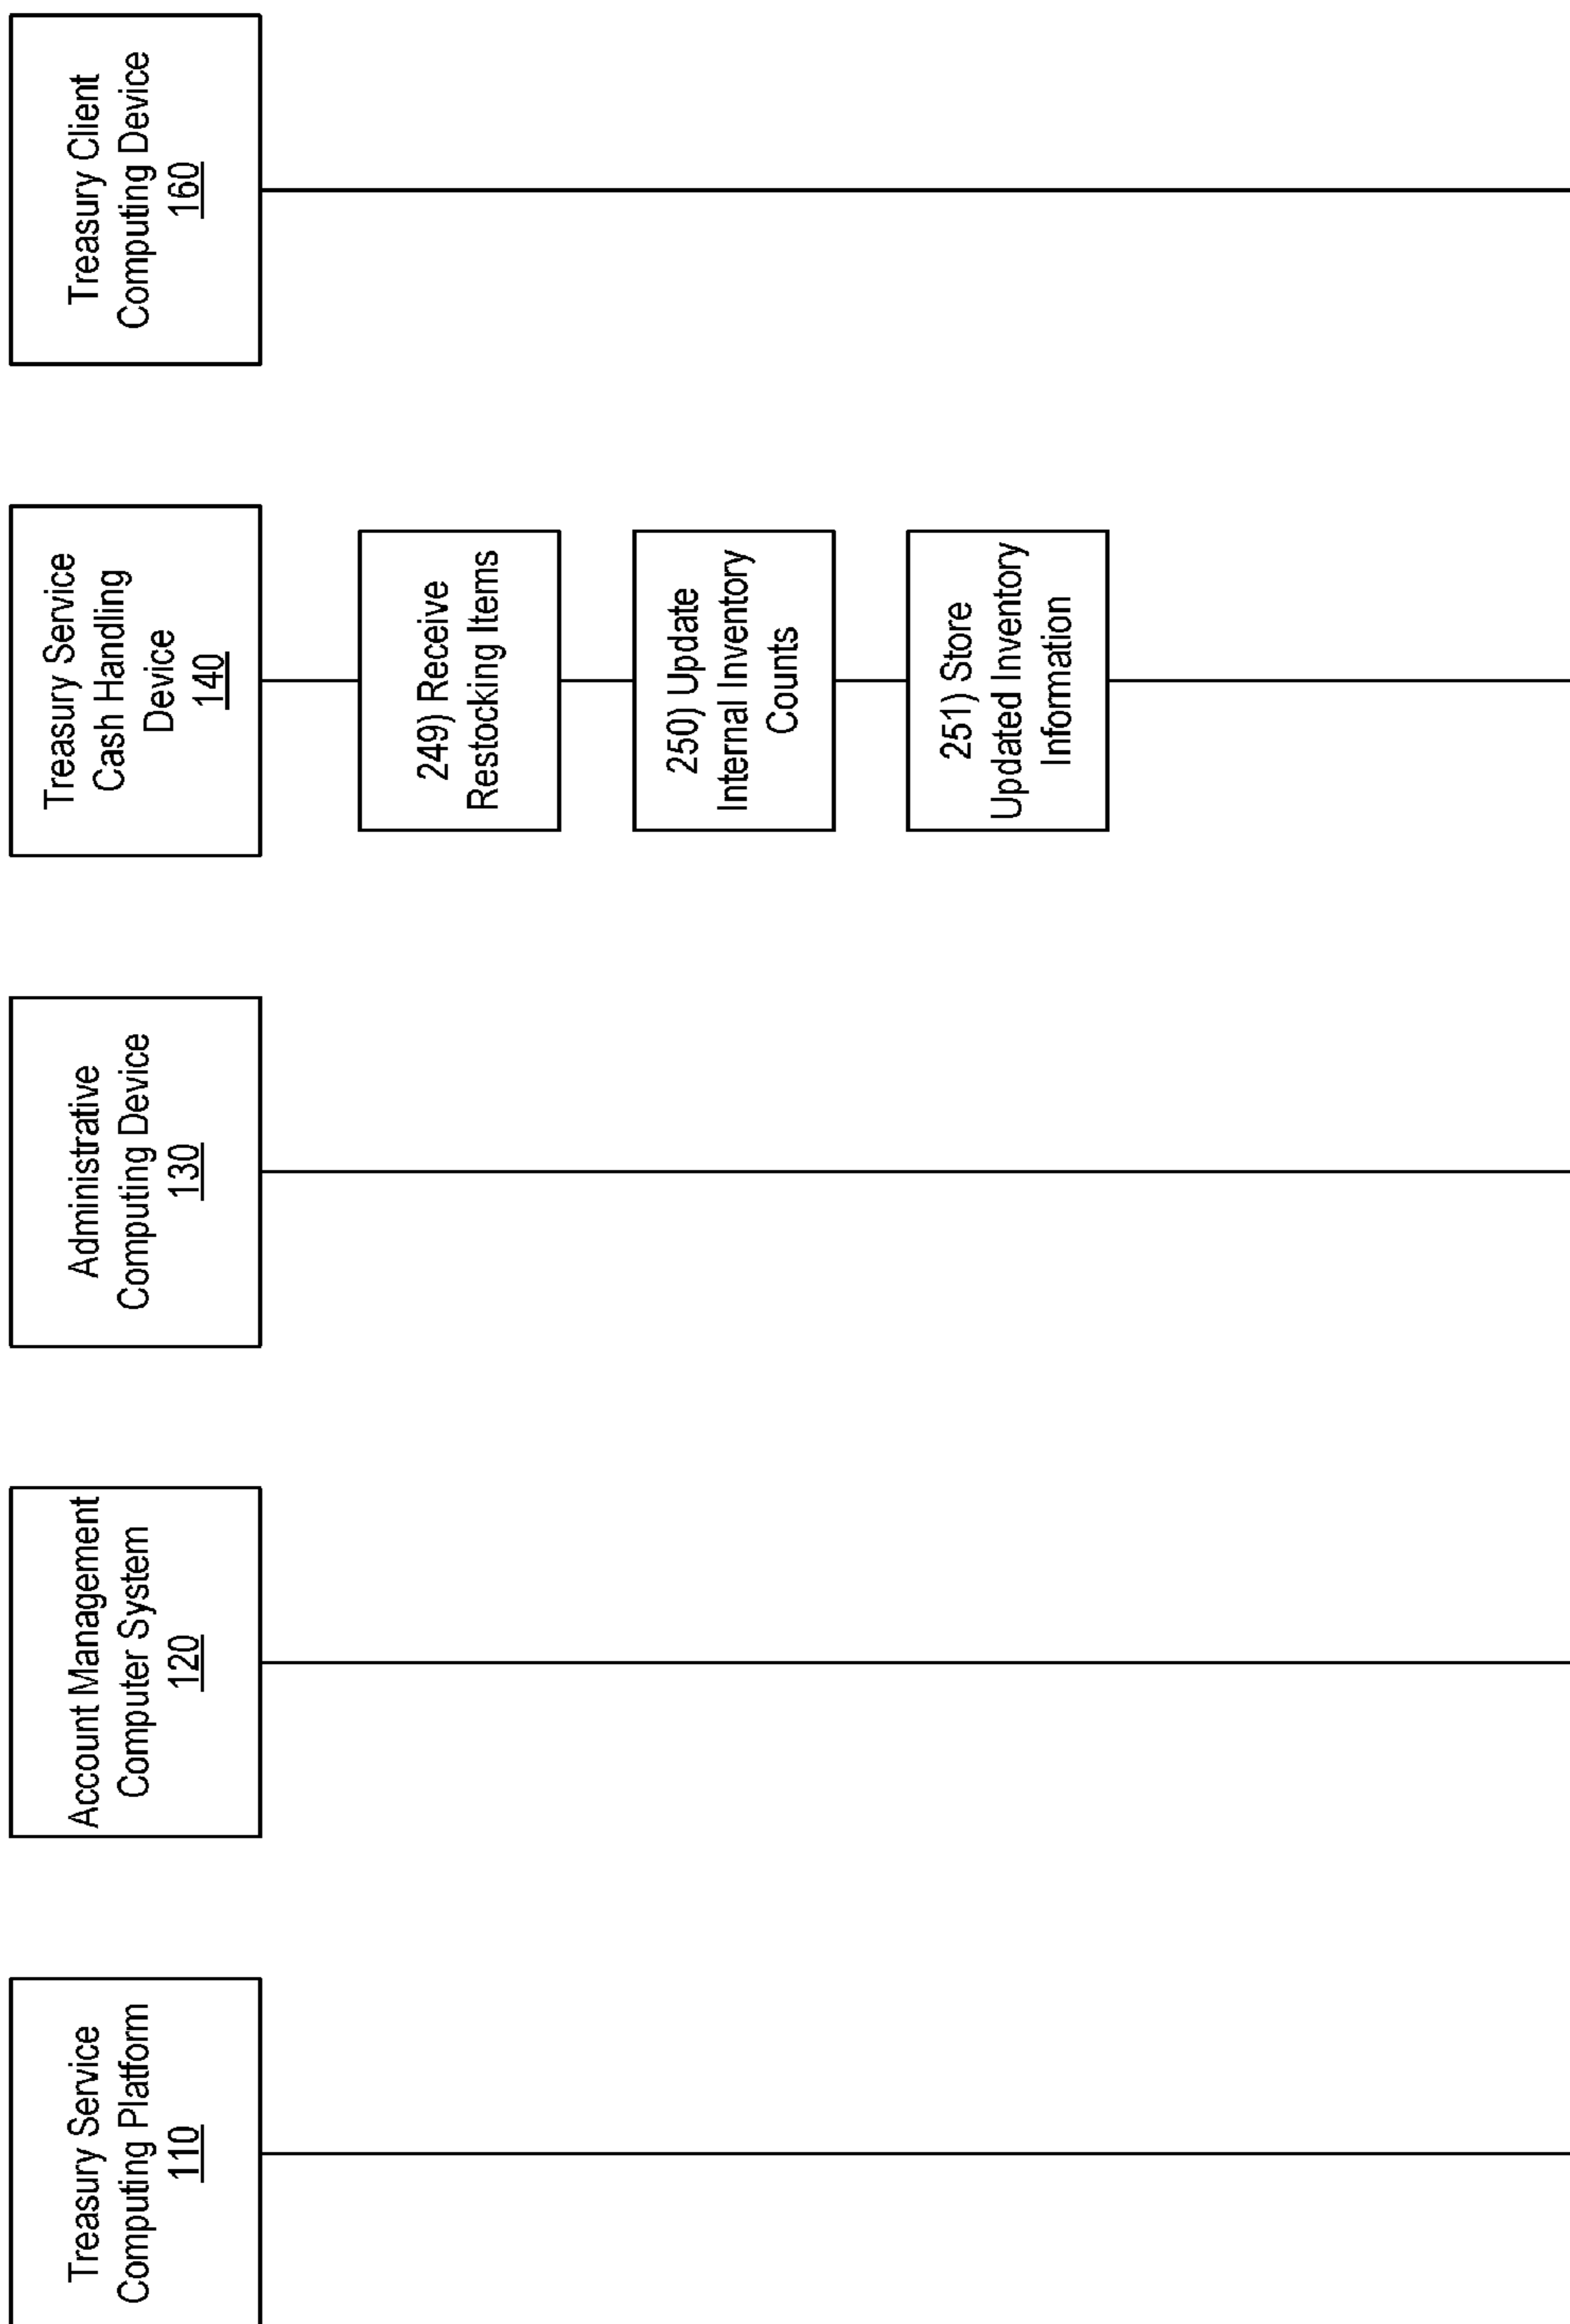 Treasury Service
Computing Platform
110
Account Management
Computer System
120
Administrative
Computing Device
130
Treasury Service
Cash Handling
Device
140
Treasury Client
Computing Device
160
249) Receive
Restocking Items
250) Update
Internal Inventory
Counts
251) Store
Updated Inventory
Information